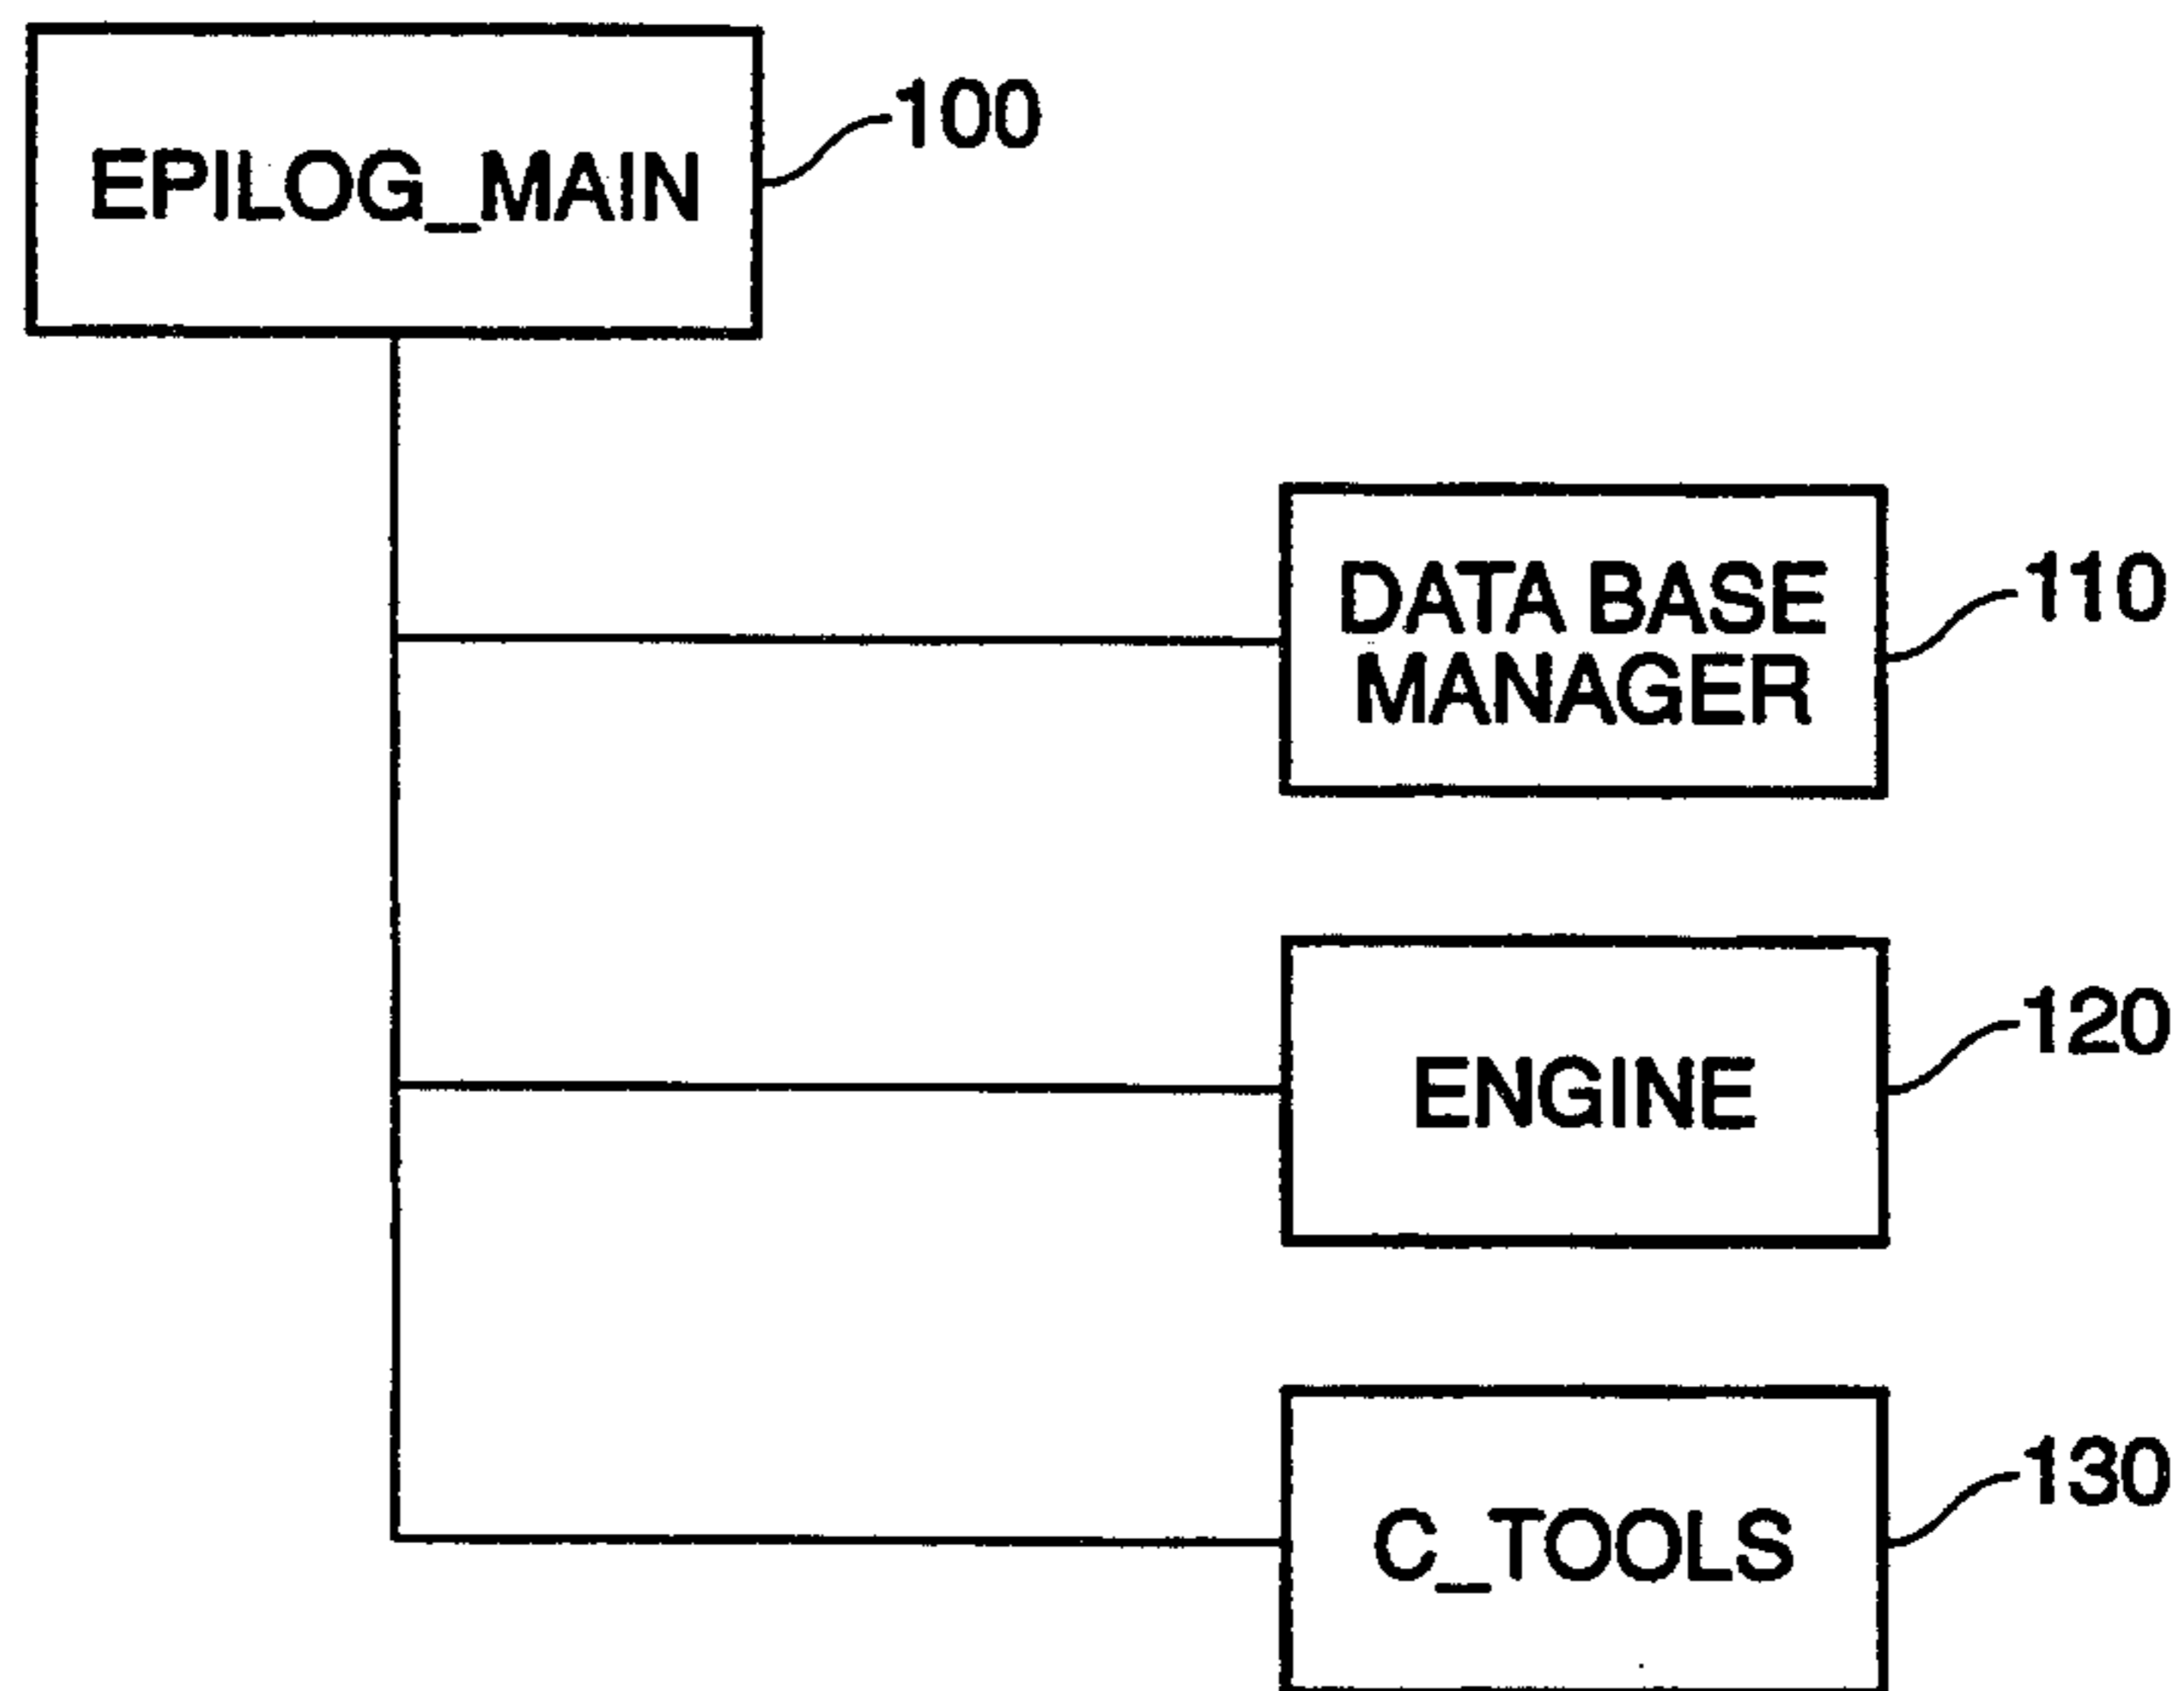 EPILOG_MAIN
100
DATA BASE
MANAGER
110
ENGINE
120
C_TOOLS
130